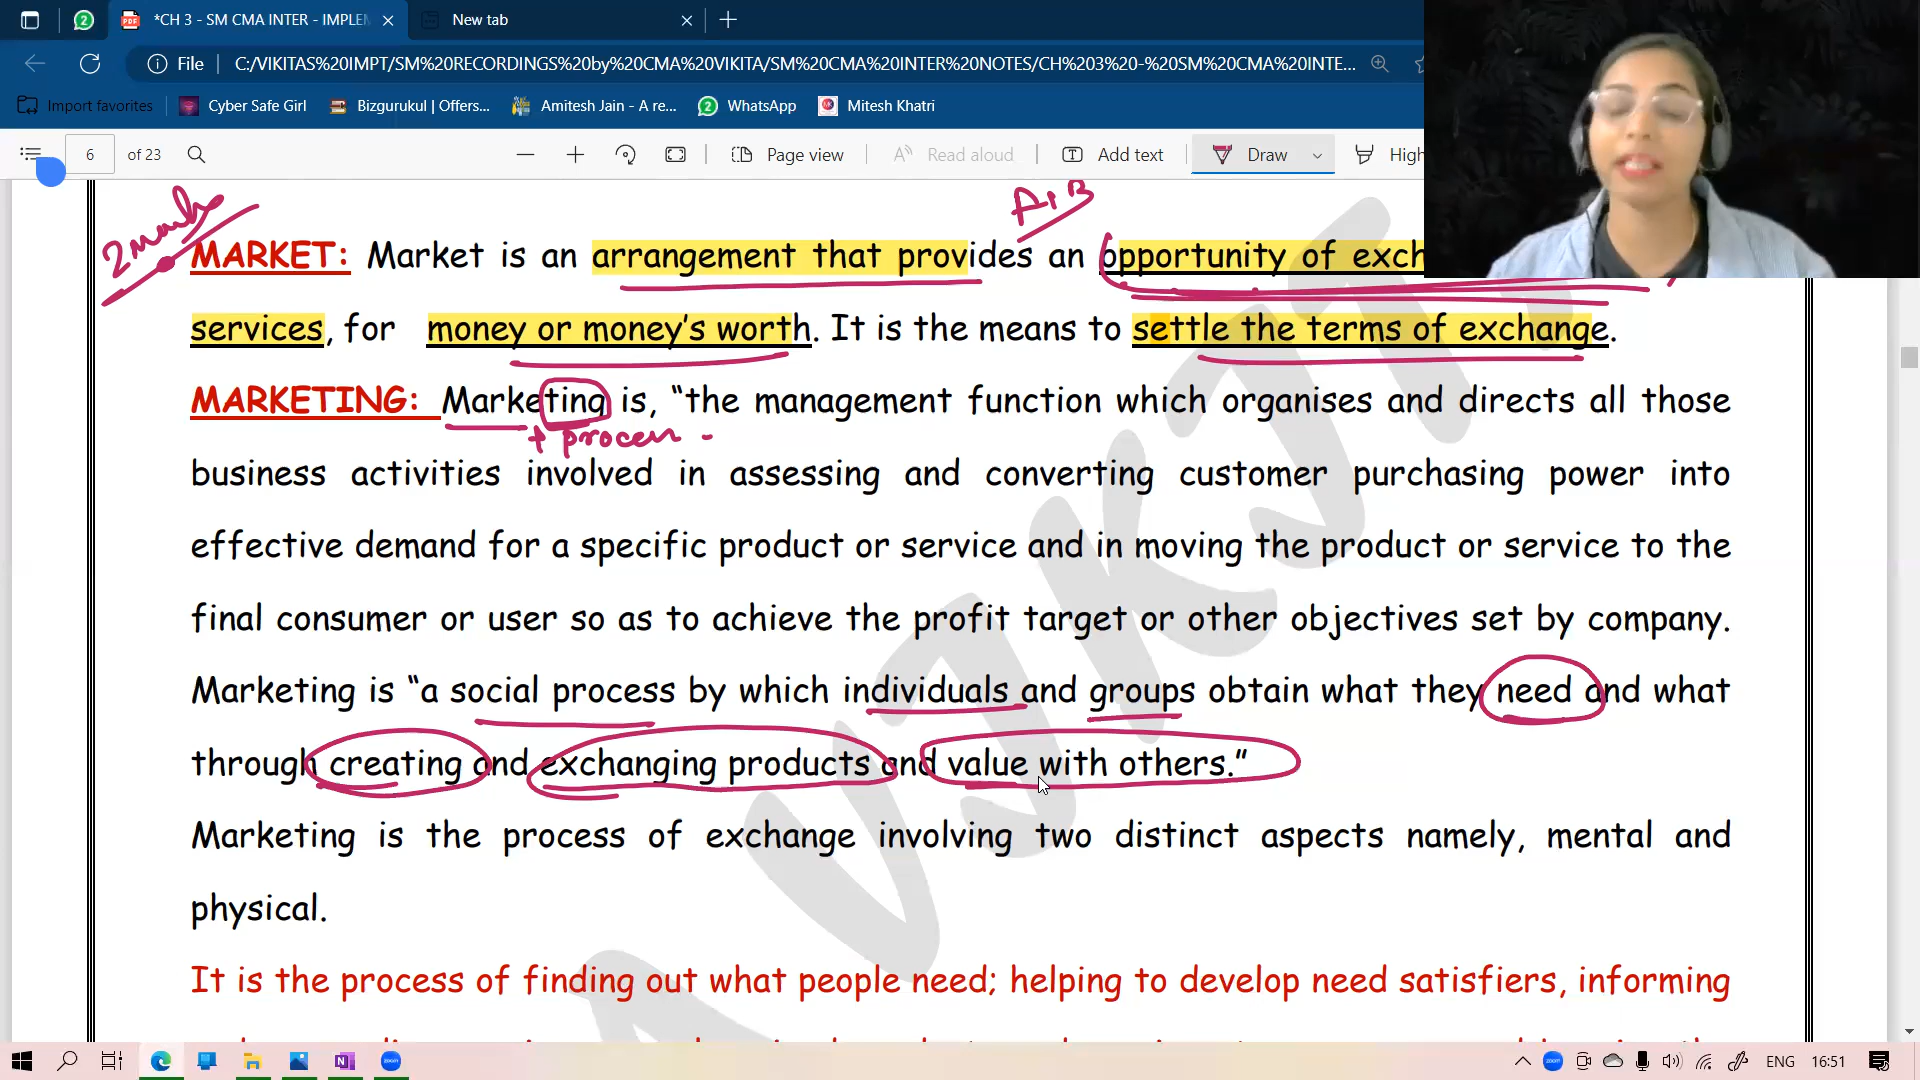 *CH 3 - SM CMA INTER - IMPLE
New tab
File
C:/VIKITAS%20IMPT/SM%20RECORDINGS%20by%20CMA%20VIKITA/SM%20CMA%20INTER%20NOTES/CH%203%20-%20SM%20CMA%20INTE...
Import favorites Cyber Safe Girl Bizgurukul | Offers... Amitesh Jain - A re... WhatsApp Mitesh Khatri
6 of 23 Page view Read aloud Add text Draw High
2 marks
A, B
MARKET: Market is an arrangement that provides an opportunity of exch
services, for money or money's worth. It is the means to settle the terms of exchange.
MARKETING: Marketing is, "the management function which organises and directs all those
+ process -
business activities involved in assessing and converting customer purchasing power into
effective demand for a specific product or service and in moving the product or service to the
final consumer or user so as to achieve the profit target or other objectives set by company.
Marketing is "a social process by which individuals and groups obtain what they need and what
through creating and exchanging products and value with others."
Marketing is the process of exchange involving two distinct aspects namely, mental and
physical.
It is the process of finding out what people need; helping to develop need satisfiers, informing
ENG 16:51